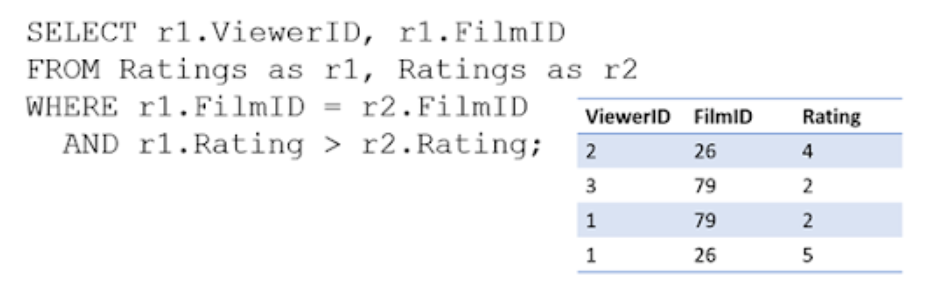 SELECT r1.ViewerID, r1.FilmID
FROM Ratings as r1, Ratings as r2
WHERE r1.FilmID = r2.FilmID
AND r1.Rating > r2.Rating;
ViewerID FilmID Rating
2 26 4
3 79 2
1 79 2
1 26 5